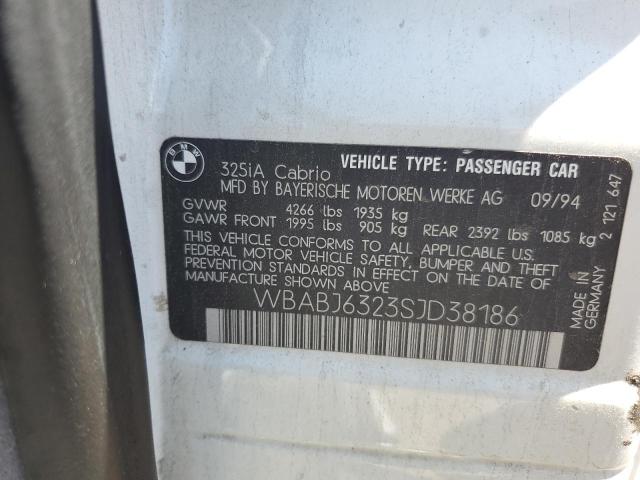 BMW
325iA Cabrio VEHICLE TYPE: PASSENGER CAR
MFD BY BAYERISCHE MOTOREN WERKE AG 09/94
GVWR 4266 lbs 1935 kg
GAWR FRONT 1995 lbs 905 kg REAR 2392 lbs 1085 kg
THIS VEHICLE CONFORMS TO ALL APPLICABLE U.S.
FEDERAL MOTOR VEHICLE SAFETY, BUMPER AND THEFT
PREVENTION STANDARDS IN EFFECT ON THE DATE OF
MANUFACTURE SHOWN ABOVE.
WBABJ6323SJD38186
2 121 647
MADE IN
GERMANY